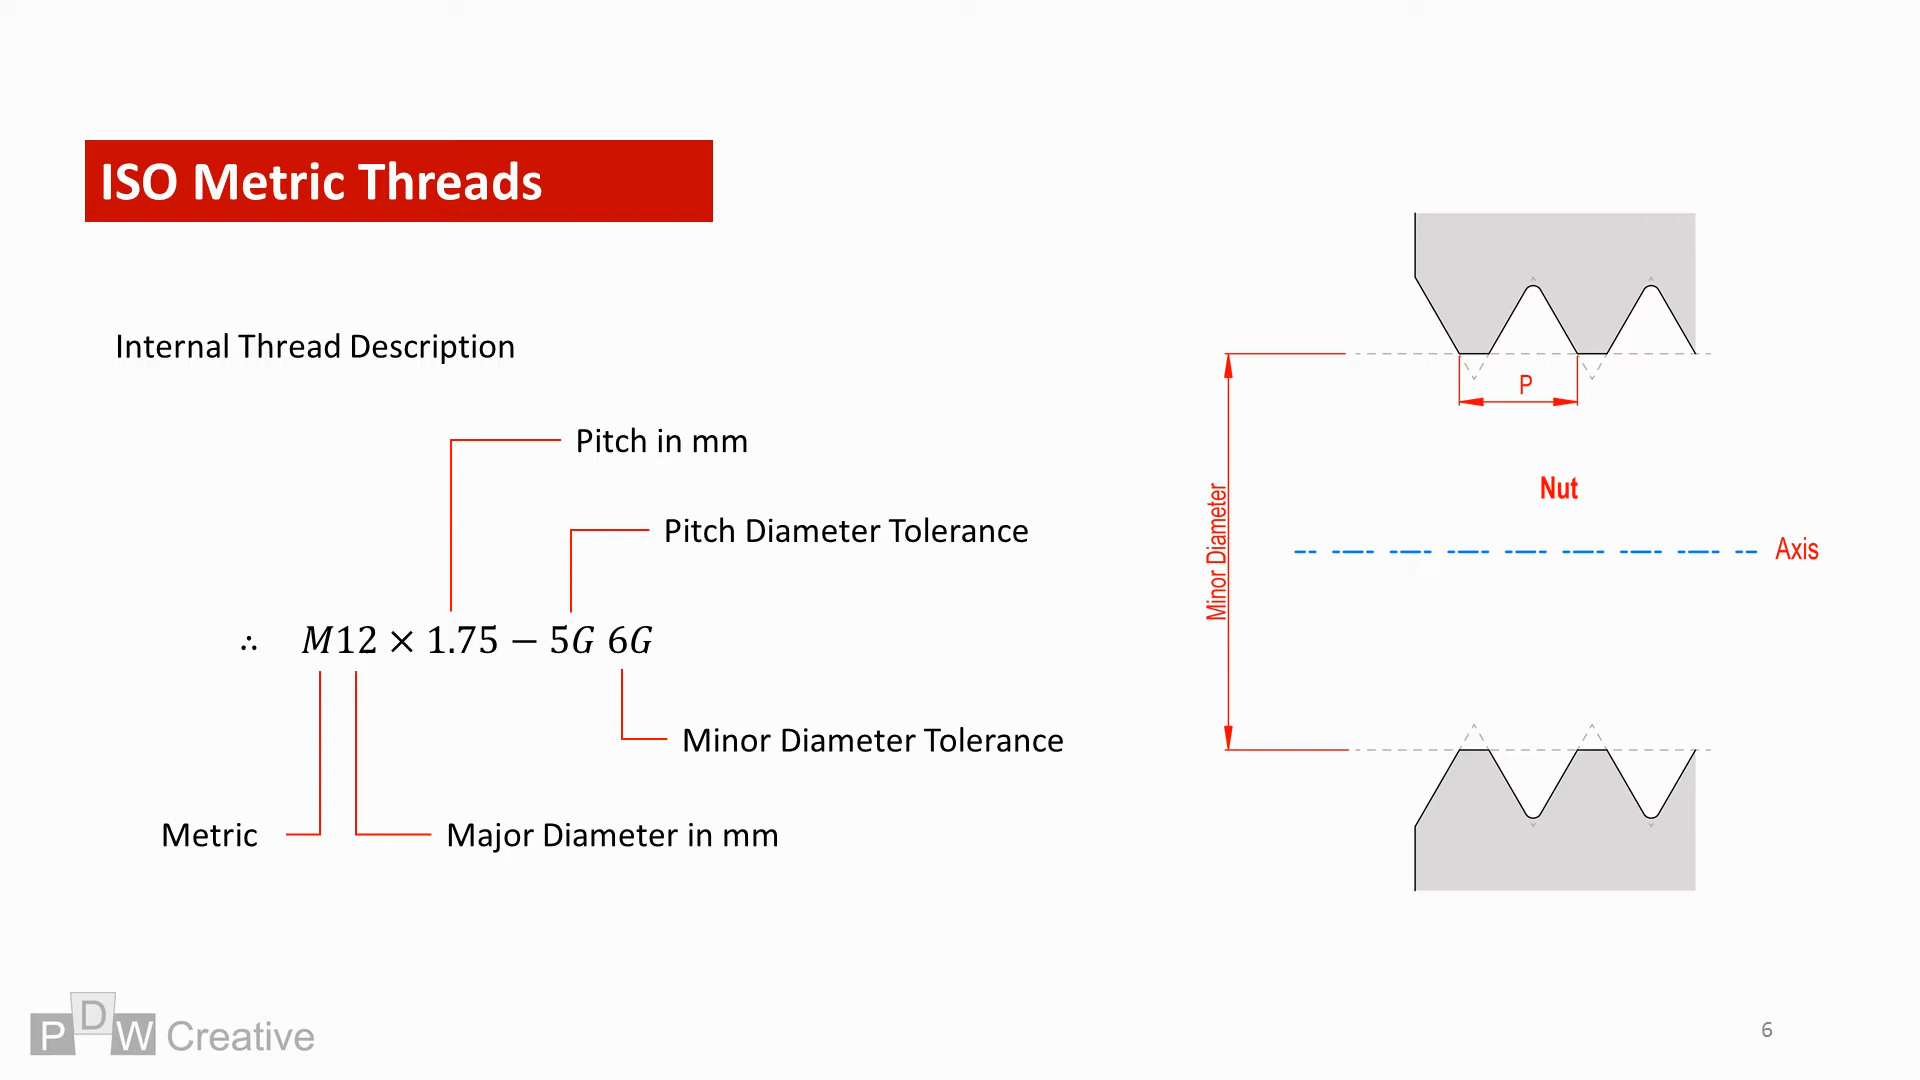 ISO Metric Threads
Internal Thread Description
Pitch in mm
Pitch Diameter Tolerance
∴ M12 × 1.75 − 5G 6G
Minor Diameter Tolerance
Metric
Major Diameter in mm
P
Nut
Minor Diameter
Axis
PDW Creative
6